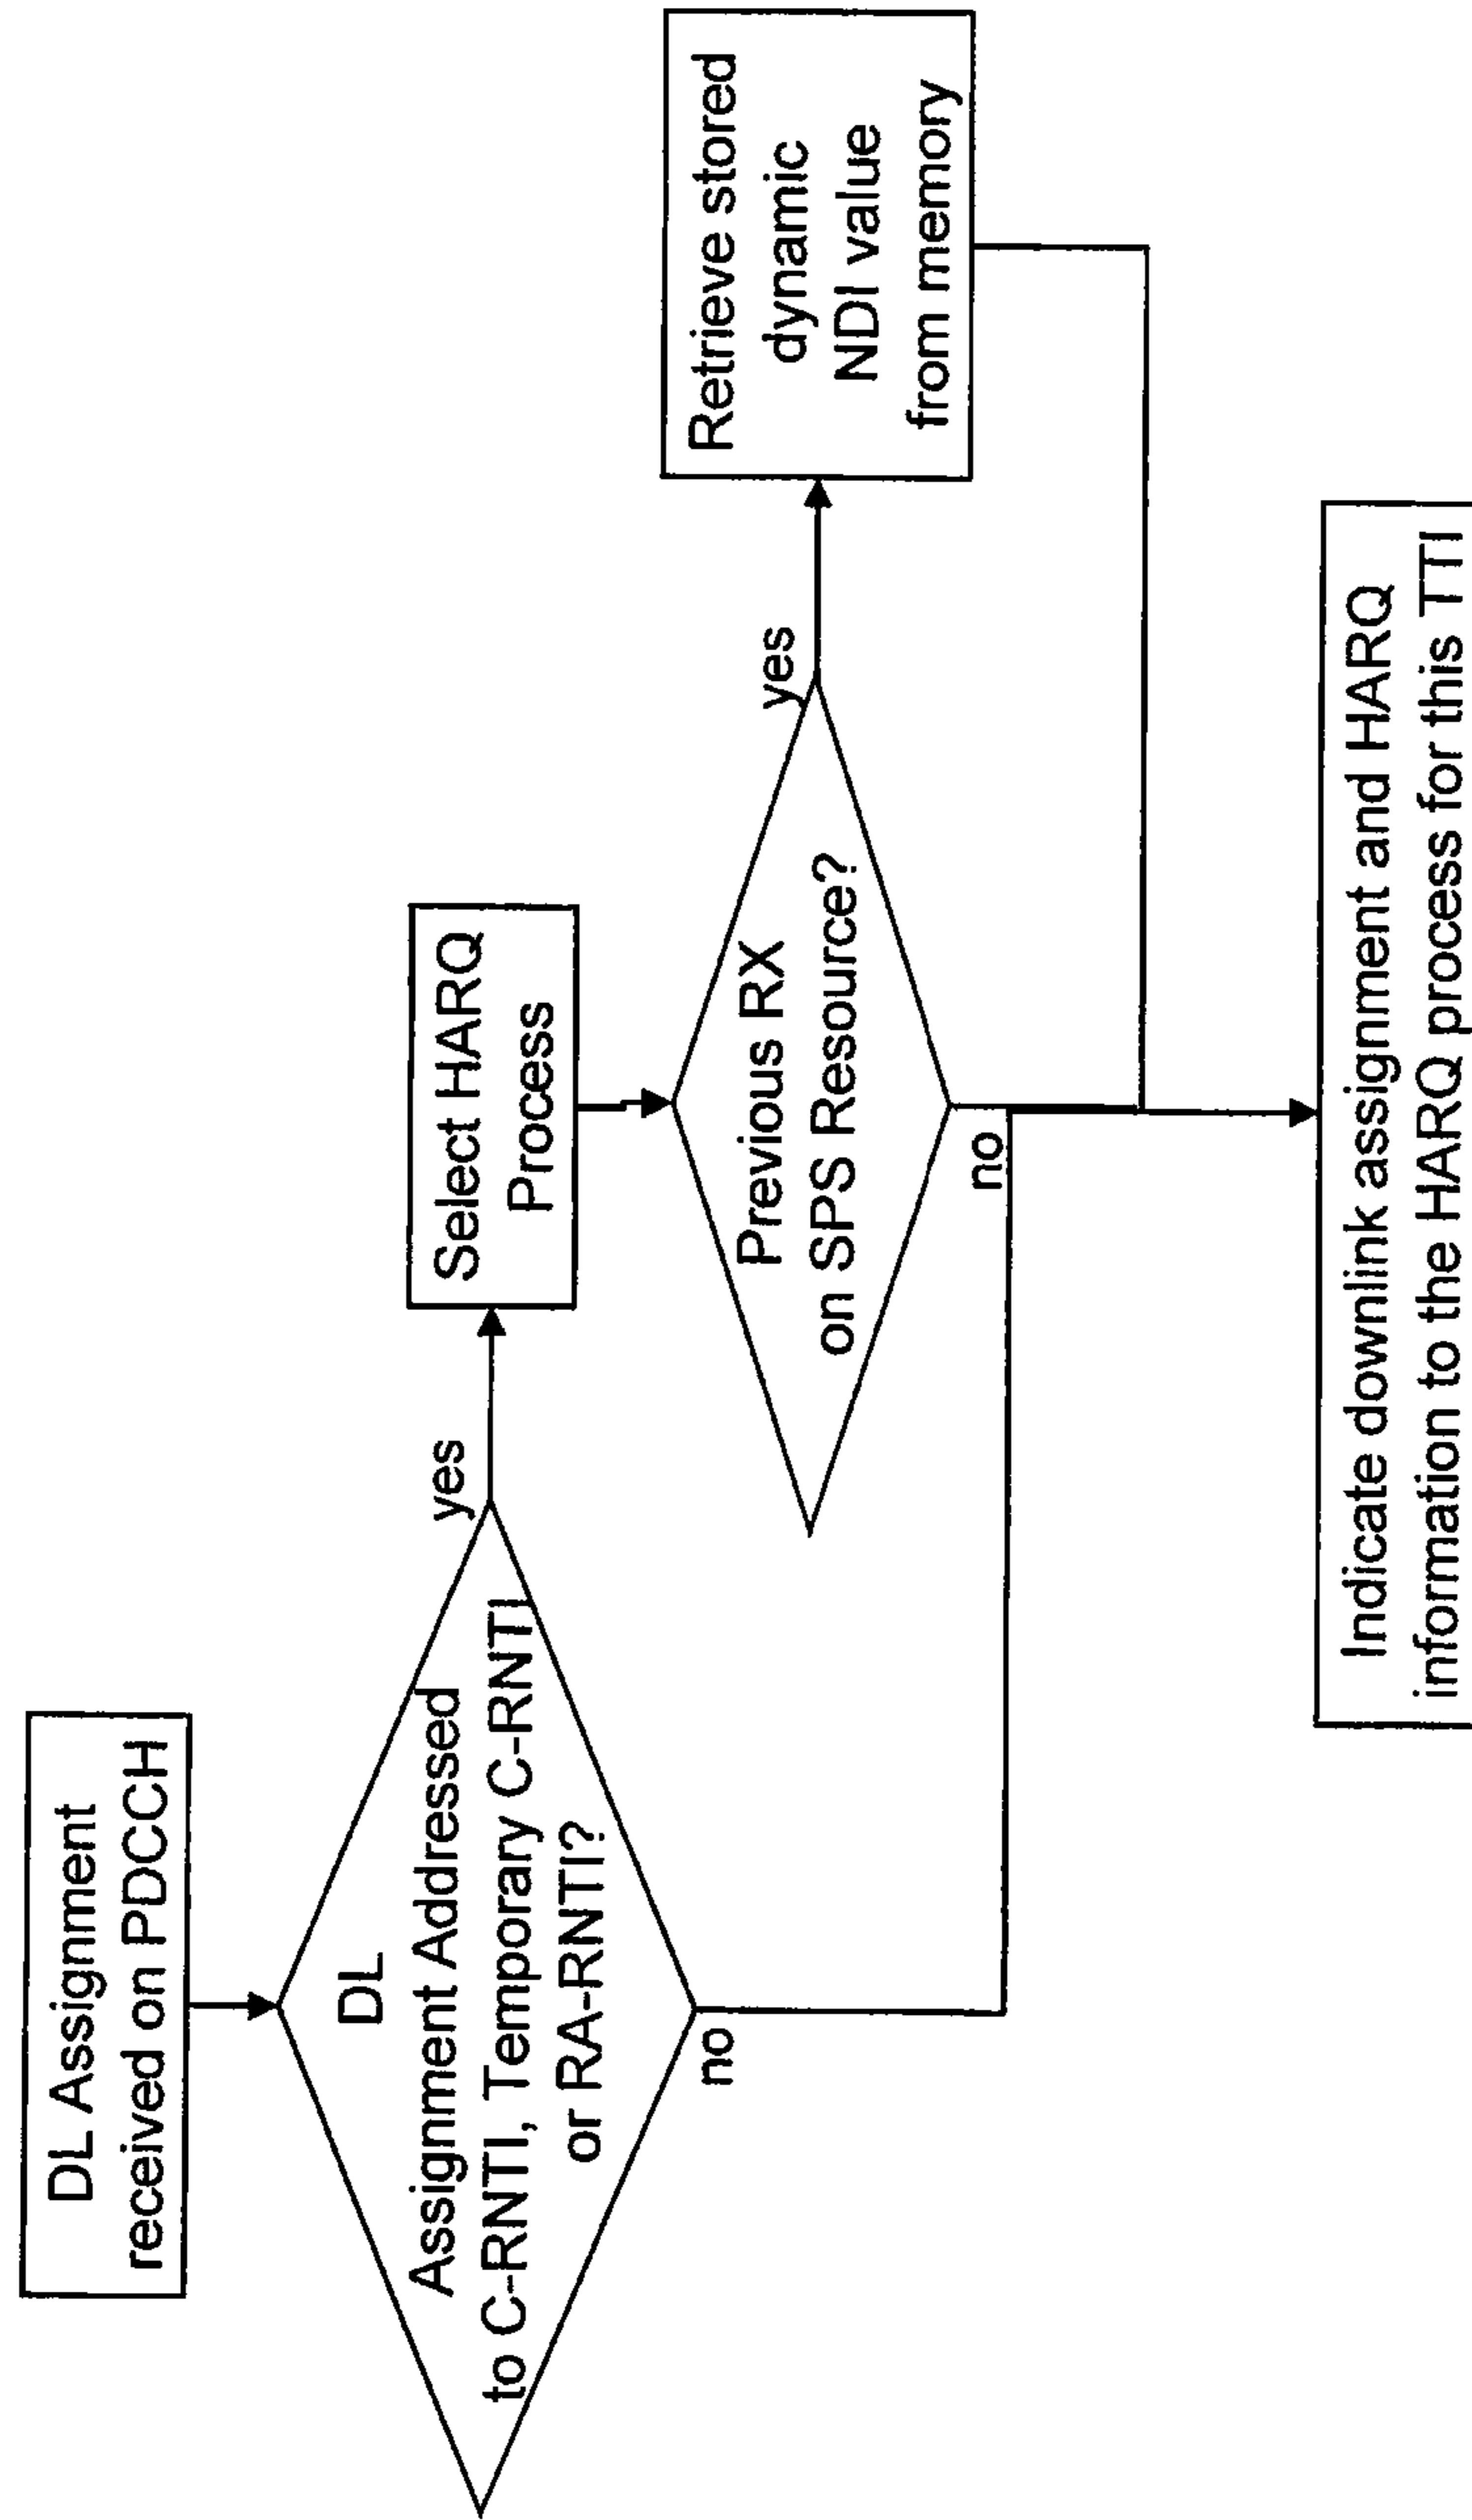 DL Assignment
received on PDCCH
DL
Assignment Addressed
to C-RNTI, Temporary C-RNTI
or RA-RNTI?
yes
no
Select HARQ
Process
Previous RX
on SPS Resource?
yes
no
Retrieve stored
dynamic
NDI value
from memory
Indicate downlink assignment and HARQ
information to the HARQ process for this TTI